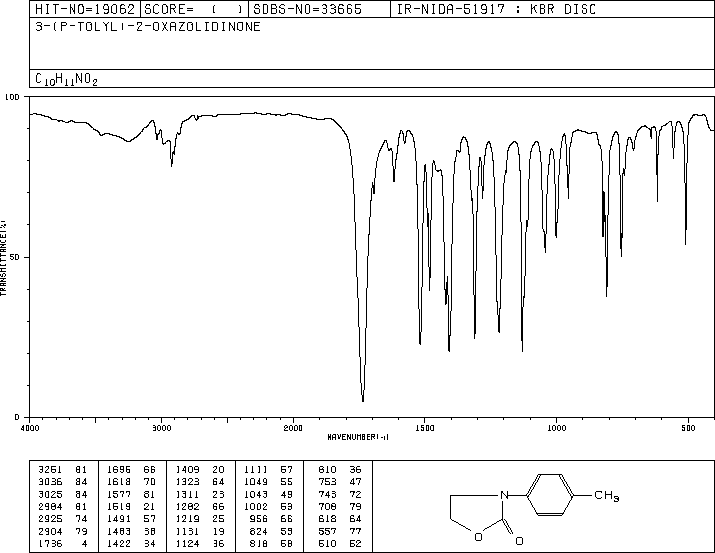 HIT-NO=19062 SCORE= ( ) SDBS-NO=33665 IR-NIDA-51917 : KBR DISC
3-(P-TOLYL)-2-OXAZOLIDINONE
C10H11NO2
100
50
0
TRANSMITTANCE(%)
4000 3000 2000 1500 1000 500
WAVENUMBER(-1)
3251 81 1695 66 1409 20 1111 57 810 36
3036 84 1618 70 1323 64 1049 55 753 47
3025 84 1577 81 1311 23 1043 49 743 72
2984 81 1519 21 1282 66 1002 53 708 79
2925 74 1491 57 1219 25 956 66 618 64
2904 79 1483 38 1131 19 824 53 557 77
1736 4 1422 34 1124 36 818 58 510 52
N CH3
O O